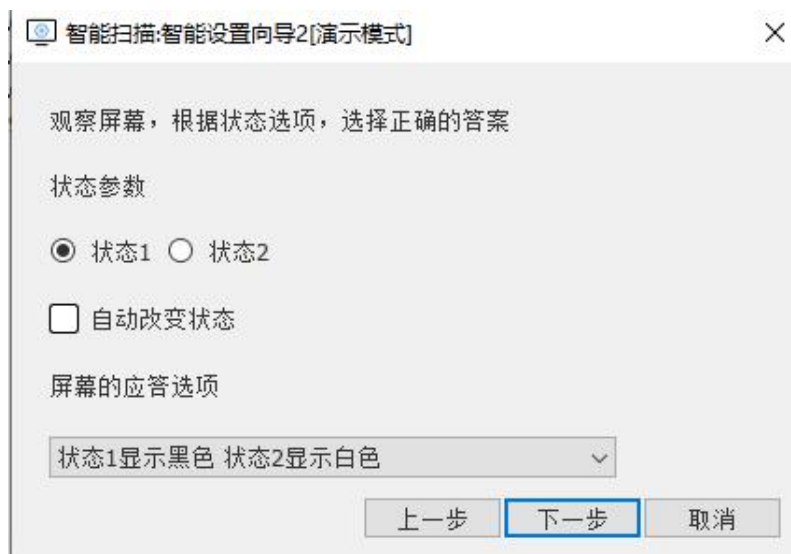 智能扫描:智能设置向导2[演示模式]
观察屏幕，根据状态选项，选择正确的答案
状态参数
状态1 状态2
自动改变状态
屏幕的应答选项
状态1显示黑色 状态2显示白色
上一步 下一步 取消